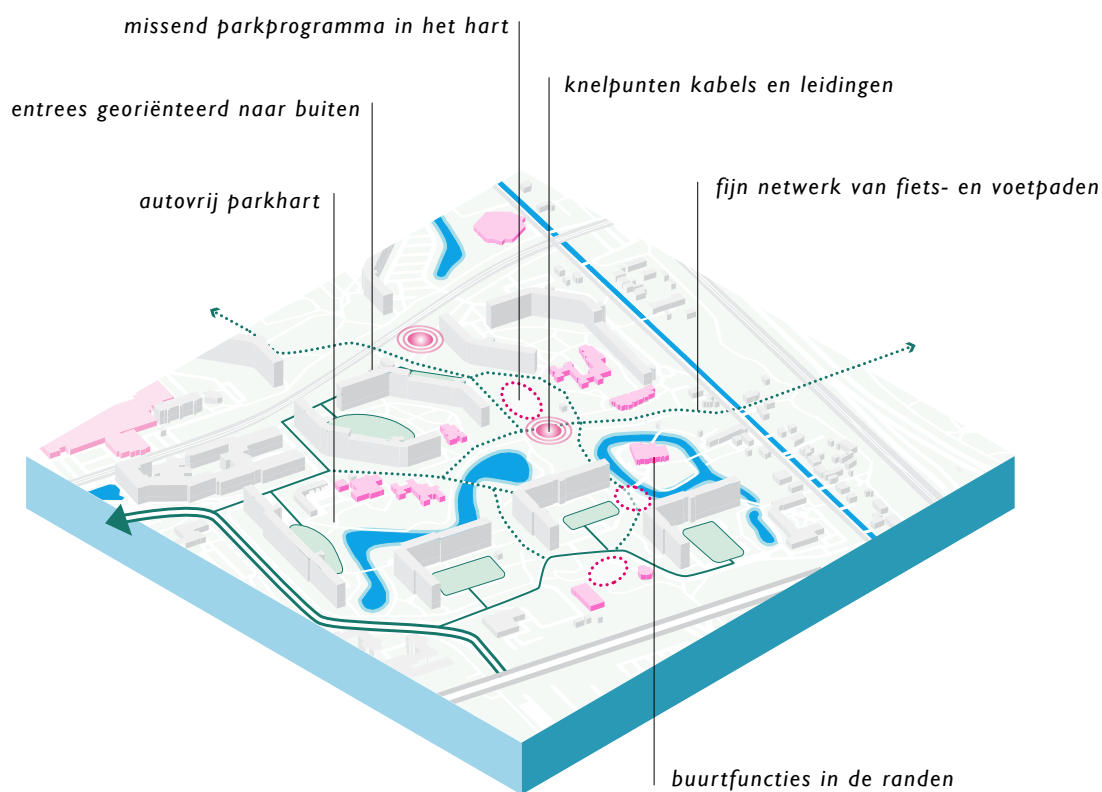 missend parkprogramma in het hart
knelpunten kabels en leidingen
entrees georiënteerd naar buiten
fijn netwerk van fiets- en voetpaden
autovrij parkhart
buurtfuncties in de randen